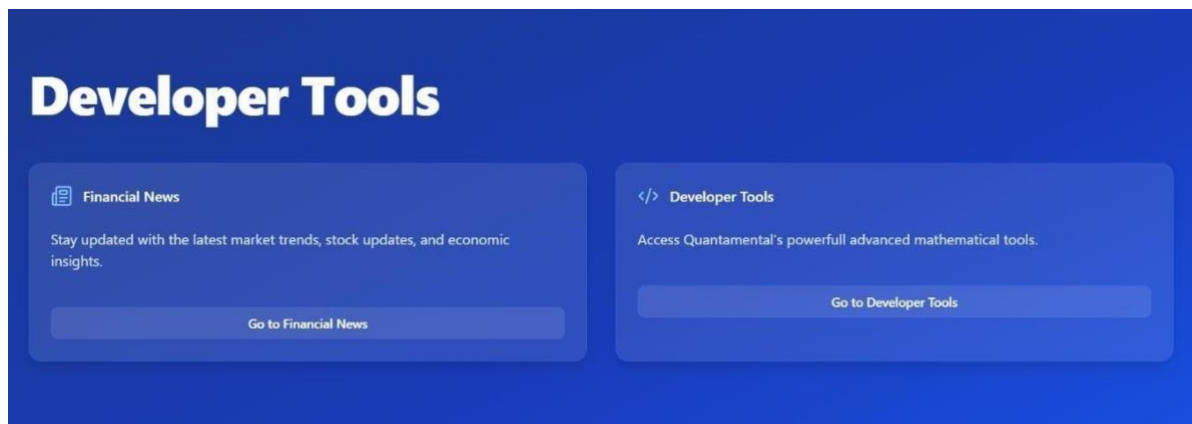 Developer Tools
Financial News
Stay updated with the latest market trends, stock updates, and economic
insights.
Go to Financial News
</> Developer Tools
Access Quantamental's powerfull advanced mathematical tools.
Go to Developer Tools